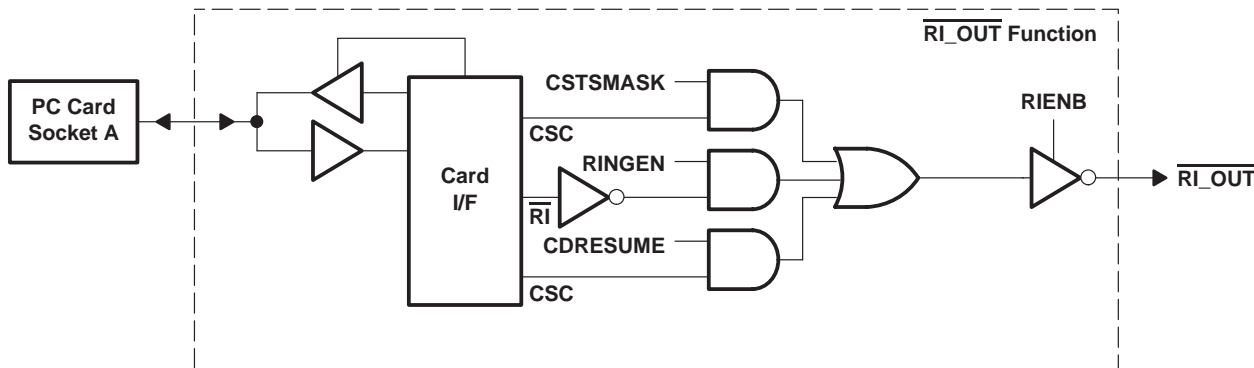 RI_OUT Function
PC Card
Socket A
CSTSMASK
CSC
RINGEN
Card
I/F
RI
CDRESUME
CSC
RIENB
RI_OUT